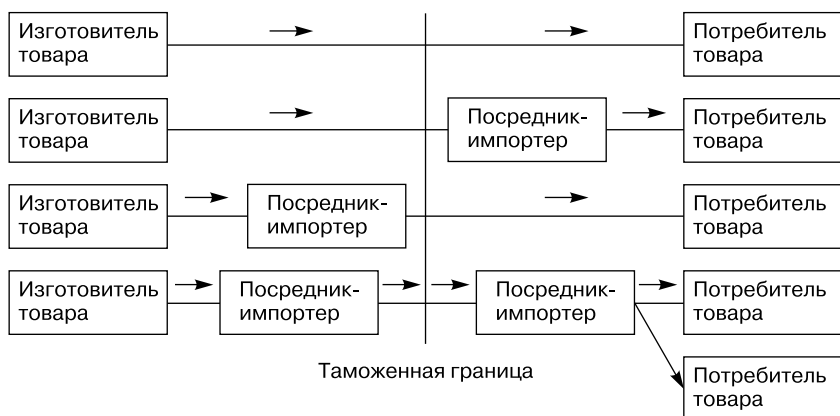 Изготовитель
товара
Потребитель
товара
Изготовитель
товара
Посредник-
импортер
Потребитель
товара
Изготовитель
товара
Посредник-
импортер
Потребитель
товара
Изготовитель
товара
Посредник-
импортер
Посредник-
импортер
Потребитель
товара
Таможенная граница
Потребитель
товара